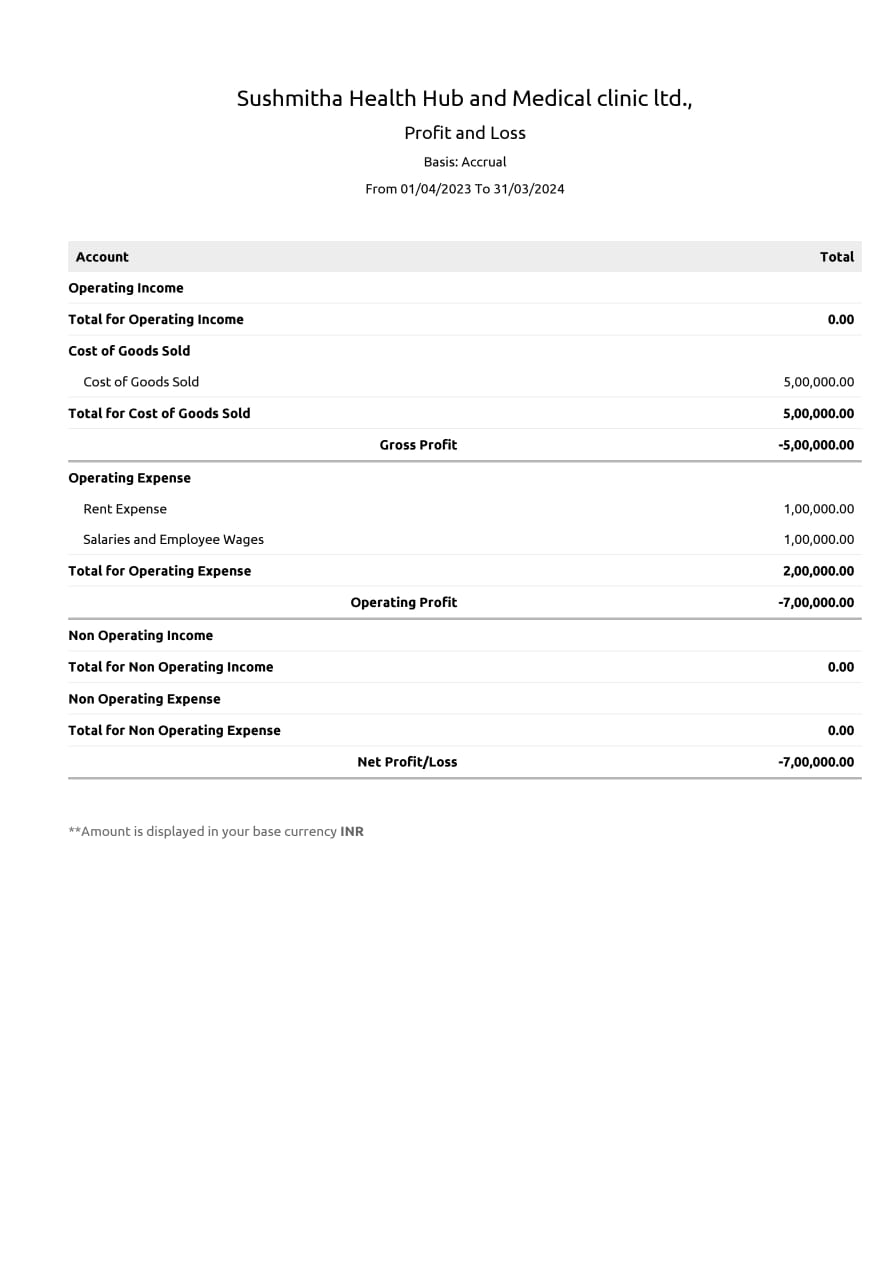 Sushmitha Health Hub and Medical clinic ltd.,
Profit and Loss
Basis: Accrual
From 01/04/2023 To 31/03/2024
Account Total
Operating Income
Total for Operating Income 0.00
Cost of Goods Sold
Cost of Goods Sold 5,00,000.00
Total for Cost of Goods Sold 5,00,000.00
Gross Profit -5,00,000.00
Operating Expense
Rent Expense 1,00,000.00
Salaries and Employee Wages 1,00,000.00
Total for Operating Expense 2,00,000.00
Operating Profit -7,00,000.00
Non Operating Income
Total for Non Operating Income 0.00
Non Operating Expense
Total for Non Operating Expense 0.00
Net Profit/Loss -7,00,000.00
**Amount is displayed in your base currency INR